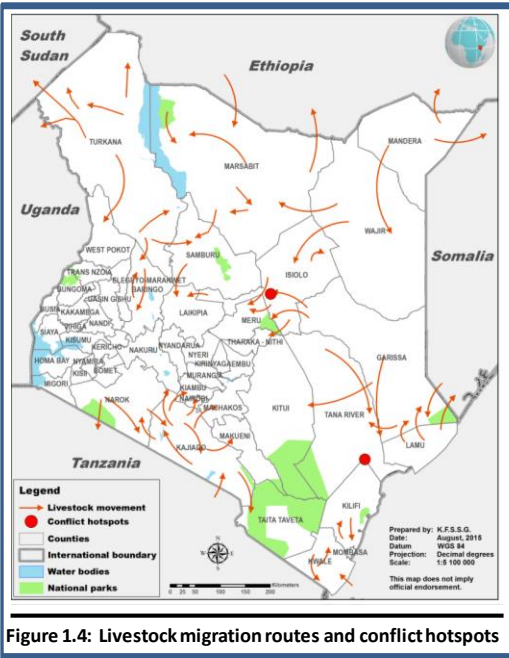 South
Sudan
Ethiopia
TURKANA
MANDERA
MARSABIT
Uganda
WAJIR
WEST POKOT
SAMBURU
Somalia
TRANS NZOIA
ELEGEYO-MARAKWET
ISIOLO
BUNGOMA
BARINGO
UASIN GISHU
BUSIA
KAKAMEGA
LAIKIPIA
MERU
NANDI
VIHIGA
SIAYA
KISUMU
THARAKA - NITHI
NYANDARUA
KERICHO
NAKURU
HOMA BAY
NYAMIRA
NYERI
GARISSA
KIRINYAGA
EMBU
KISII
BOMET
MURANGA
MIGORI
KIAMBU
NAROK
NAIROBI
KITUI
TANA RIVER
MACHAKOS
LAMU
MAKUENI
KAJIADO
Tanzania
KILIFI
TAITA TAVETA
MOMBASA
KWALE
Legend
Livestock movement
Conflict hotspots
Counties
International boundary
Water bodies
National parks
N
0 25 50 100 150 200
Kilometers
Prepared by: K.F.S.S.G.
Date: August, 2015
Datum WGS 84
Projection: Decimal degrees
Scale: 1:5 100 000
This map does not imply
official endorsement.
Figure 1.4: Livestock migration routes and conflict hotspots